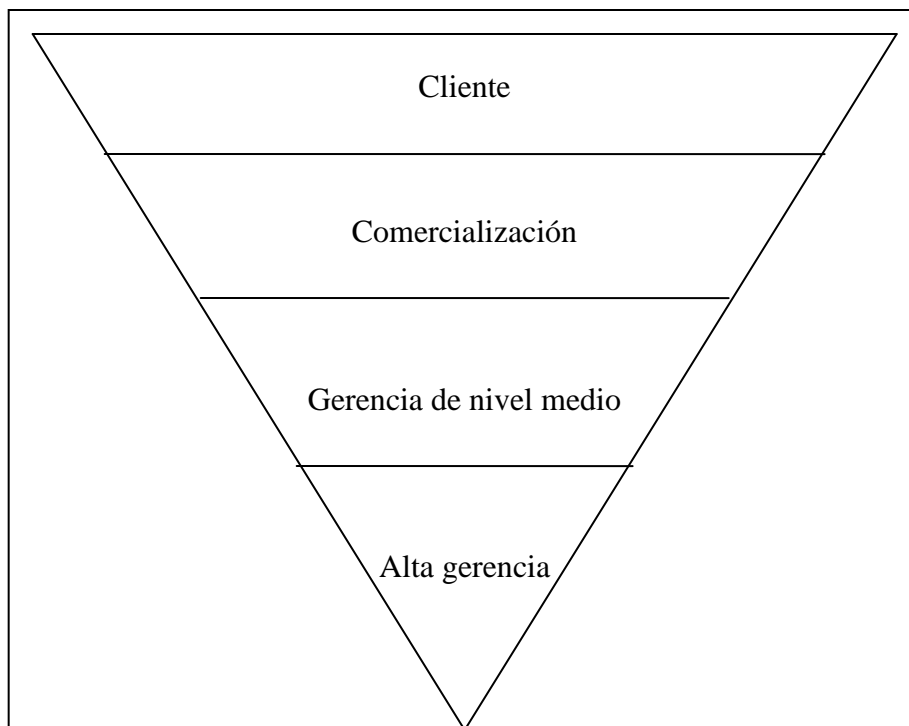 Cliente
Comercialización
Gerencia de nivel medio
Alta gerencia